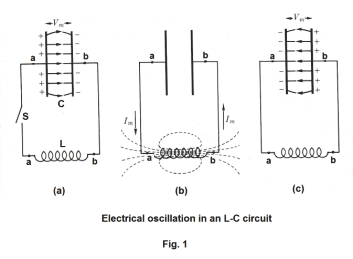 V_m
+ + + + + + +
− − − − − − −
a b
C
S
L
a b
(a)
I_m I_m
a b
(b)
V_m
− − − − − − −
+ + + + + + +
a b
(c)
Electrical oscillation in an L-C circuit
Fig. 1